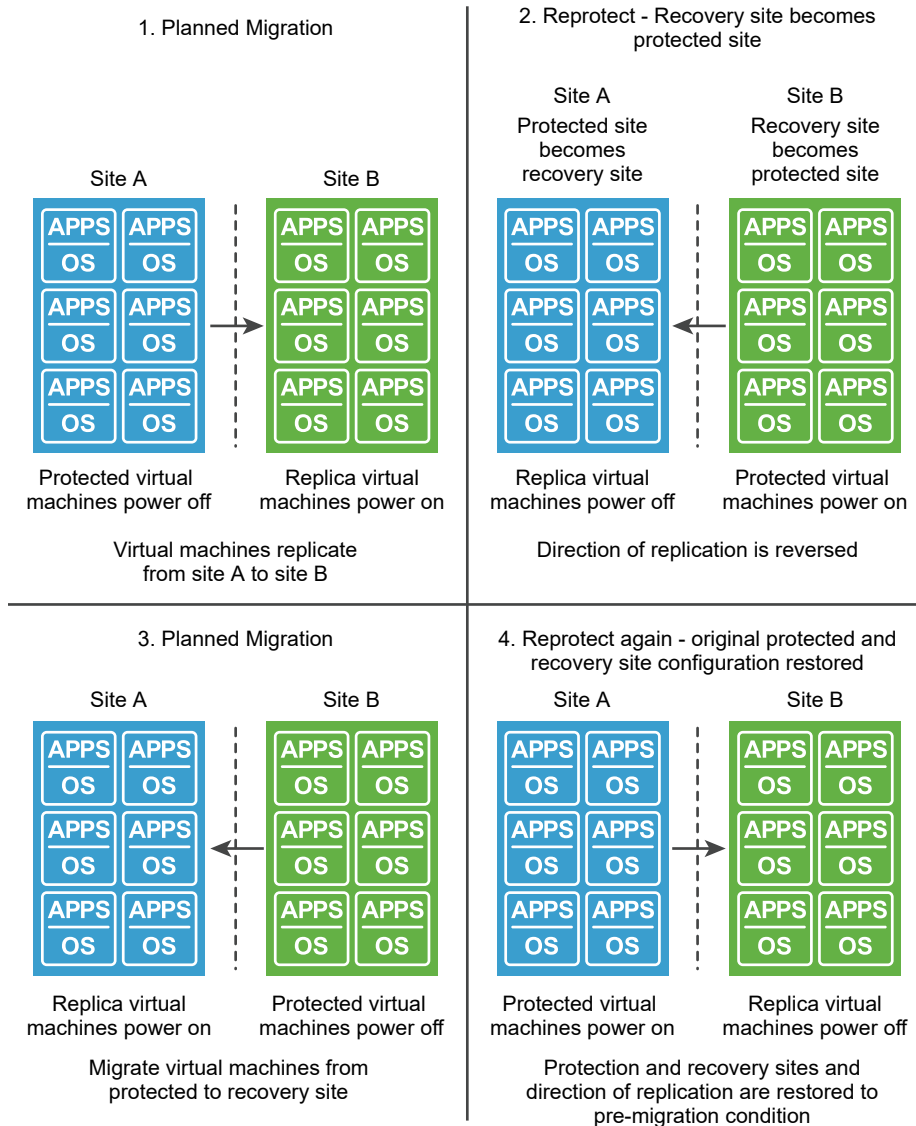 1. Planned Migration
Site A
Site B
APPS APPS
OS OS
APPS APPS
OS OS
APPS APPS
OS OS
APPS APPS
OS OS
APPS APPS
OS OS
APPS APPS
OS OS
Protected virtual
machines power off
Replica virtual
machines power on
Virtual machines replicate
from site A to site B
2. Reprotect - Recovery site becomes
protected site
Site A
Protected site
becomes
recovery site
Site B
Recovery site
becomes
protected site
APPS APPS
OS OS
APPS APPS
OS OS
APPS APPS
OS OS
APPS APPS
OS OS
APPS APPS
OS OS
APPS APPS
OS OS
Replica virtual
machines power off
Protected virtual
machines power on
Direction of replication is reversed
3. Planned Migration
Site A
Site B
APPS APPS
OS OS
APPS APPS
OS OS
APPS APPS
OS OS
APPS APPS
OS OS
APPS APPS
OS OS
APPS APPS
OS OS
Replica virtual
machines power on
Protected virtual
machines power off
Migrate virtual machines from
protected to recovery site
4. Reprotect again - original protected and
recovery site configuration restored
Site A
Site B
APPS APPS
OS OS
APPS APPS
OS OS
APPS APPS
OS OS
APPS APPS
OS OS
APPS APPS
OS OS
APPS APPS
OS OS
Protected virtual
machines power on
Replica virtual
machines power off
Protection and recovery sites and
direction of replication are restored to
pre-migration condition